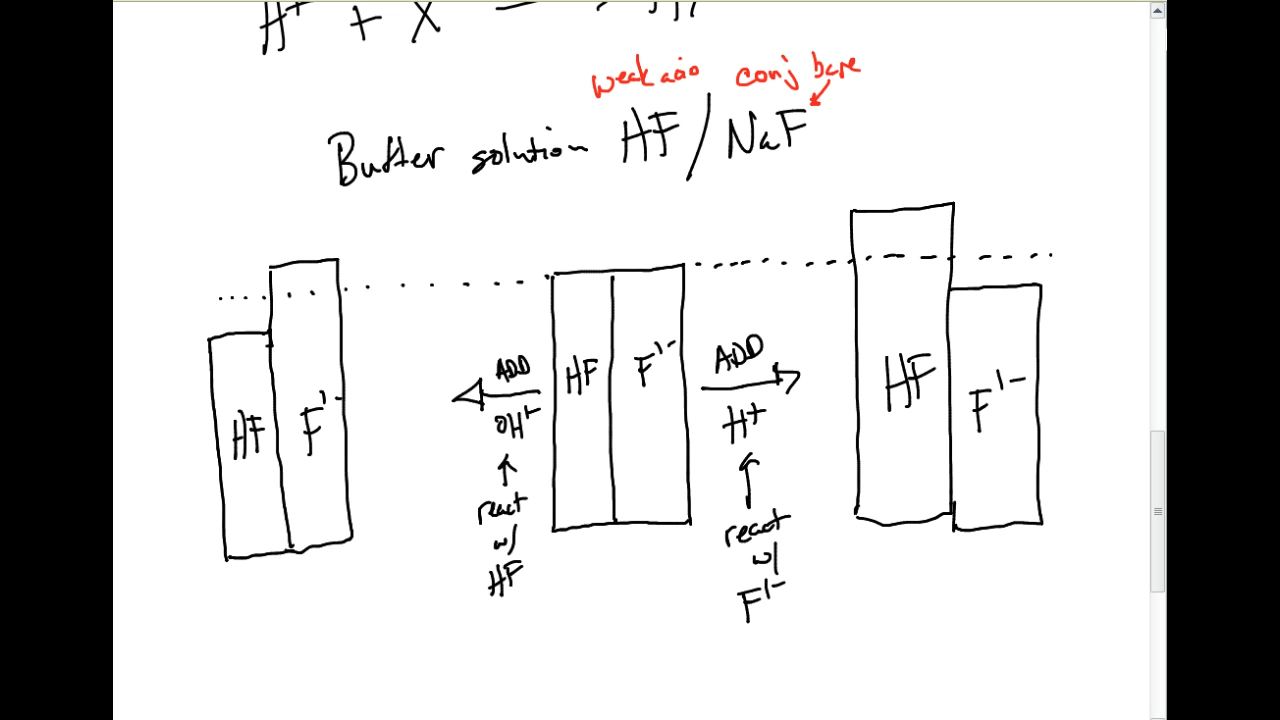 H⁺ + X
weak acid conj base
Buffer solution HF/NaF
HF F¹⁻
ADD
OH¹⁻
react
w/
HF
HF F¹⁻
ADD
H⁺
react
w/
F¹⁻
HF F¹⁻